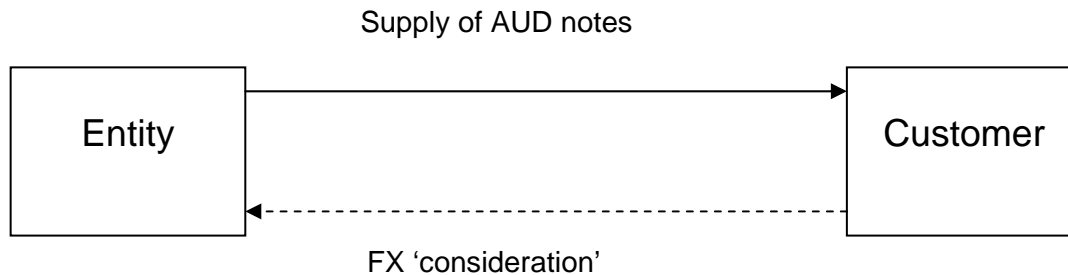 Supply of AUD notes
Entity
Customer
FX ‘consideration’